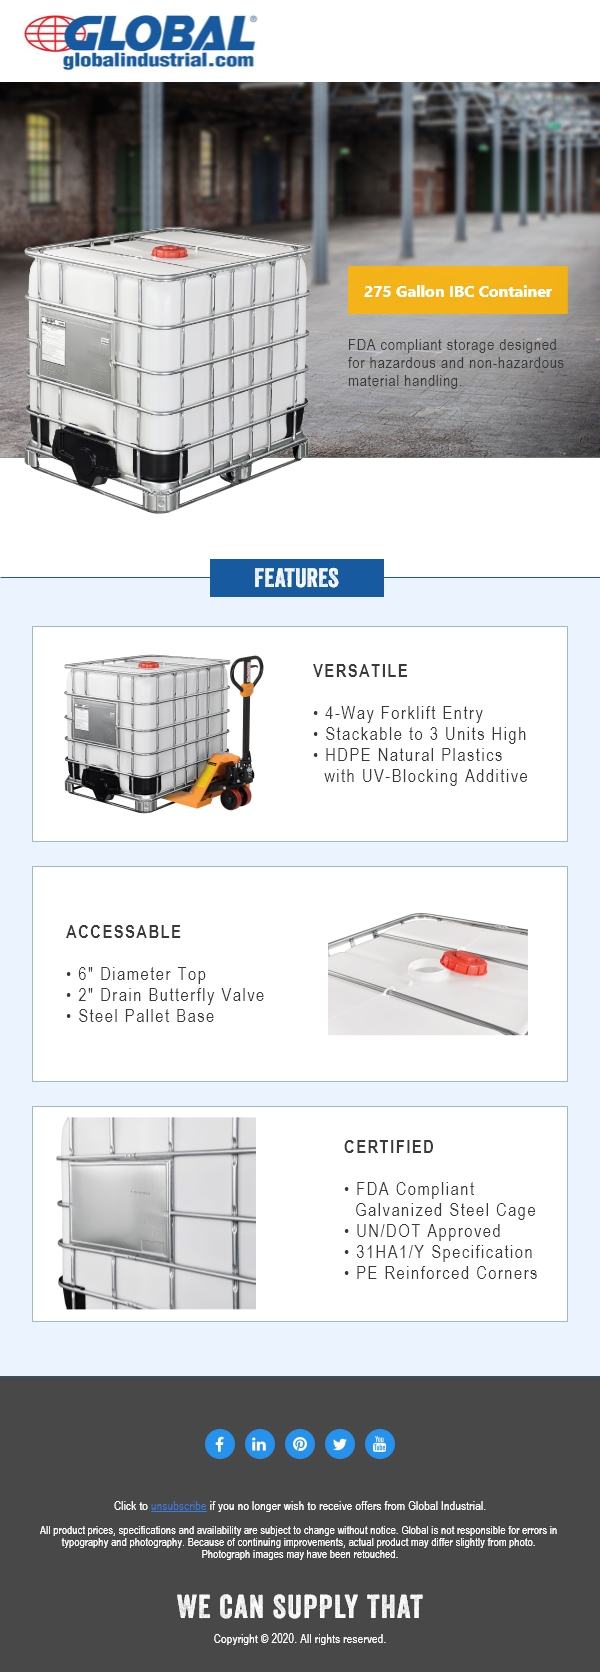 GLOBAL®
globalindustrial.com
275 Gallon IBC Container
FDA compliant storage designed
for hazardous and non-hazardous
material handling.
FEATURES
VERSATILE
• 4-Way Forklift Entry
• Stackable to 3 Units High
• HDPE Natural Plastics
with UV-Blocking Additive
ACCESSABLE
• 6" Diameter Top
• 2" Drain Butterfly Valve
• Steel Pallet Base
CERTIFIED
• FDA Compliant
Galvanized Steel Cage
• UN/DOT Approved
• 31HA1/Y Specification
• PE Reinforced Corners
You
Tube
Click to unsubscribe if you no longer wish to receive offers from Global Industrial.
All product prices, specifications and availability are subject to change without notice. Global is not responsible for errors in
typography and photography. Because of continuing improvements, actual product may differ slightly from photo.
Photograph images may have been retouched.
WE CAN SUPPLY THAT
Copyright © 2020. All rights reserved.